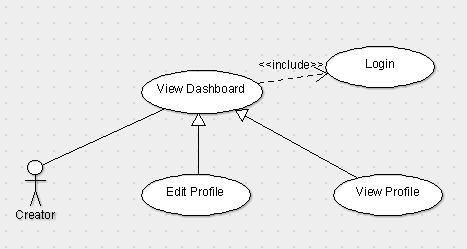 <<include>>
Login
View Dashboard
Edit Profile
View Profile
Creator